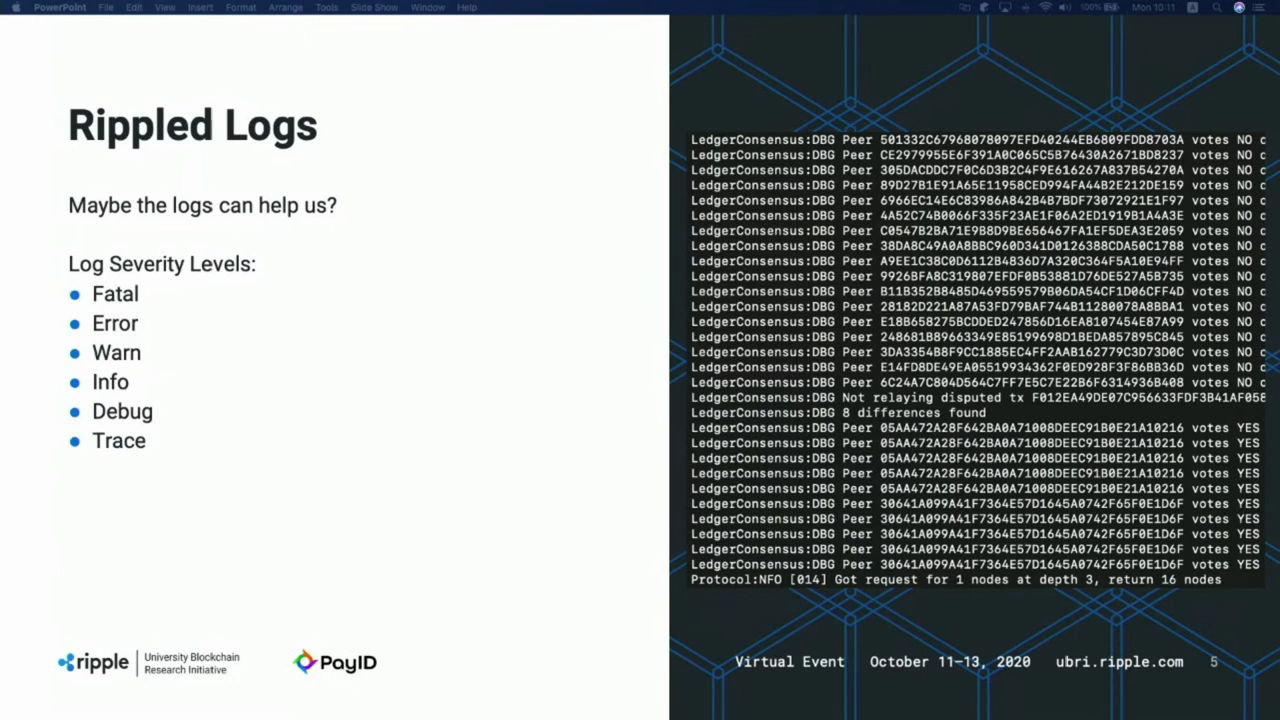 PowerPoint File Edit View Insert Format Arrange Tools Slide Show Window Help 100% Mon 10:11 A
Rippled Logs
Maybe the logs can help us?
Log Severity Levels:
Fatal
Error
Warn
Info
Debug
Trace
LedgerConsensus:DBG Peer 501332C67968078097EFD40244EB6809FDD8703A votes NO
LedgerConsensus:DBG Peer CE2979955E6F391A0C065C5B76430A2671BD8237 votes NO
LedgerConsensus:DBG Peer 305DACDDC7F0C6D3B2C4F9E616267A837B54270A votes NO
LedgerConsensus:DBG Peer 89D27B1E91A65E11958CED994FA44B2E212DE159 votes NO
LedgerConsensus:DBG Peer 6966EC14E6C83986A842B4B7BDF73072921E1F97 votes NO
LedgerConsensus:DBG Peer 4A52C74B0066F335F23AE1F06A2ED1919B1A4A3E votes NO
LedgerConsensus:DBG Peer C0547B2BA71E9B8D9BE656467FA1EF5DEA3E2059 votes NO
LedgerConsensus:DBG Peer 38DA8C49A0A8BBC960D341D0126388CDA50C1788 votes NO
LedgerConsensus:DBG Peer A9EE1C38C0D6112B4836D7A320C364F5A10E94FF votes NO
LedgerConsensus:DBG Peer 9926BFA8C319807EFDF0B53881D76DE527A5B735 votes NO
LedgerConsensus:DBG Peer B11B352B8485D469559579B06DA54CF1D06CFF4D votes NO
LedgerConsensus:DBG Peer 28182D221A87A53FD79BAF744B11280078A8BBA1 votes NO
LedgerConsensus:DBG Peer E18B658275BCDDED247856D16EA8107454E87A99 votes NO
LedgerConsensus:DBG Peer 248681B89663349E85199698D1BEDA857895C845 votes NO
LedgerConsensus:DBG Peer 3DA3354B8F9CC1885EC4FF2AAB162779C3D73D0C votes NO
LedgerConsensus:DBG Peer E14FD8DE49EA05519934362F0ED928F3F86BB36D votes NO
LedgerConsensus:DBG Peer 6C24A7C804D564C7FF7E5C7E22B6F6314936B408 votes NO
LedgerConsensus:DBG Not relaying disputed tx F012EA49DE07C956633FDF3B41AF058
LedgerConsensus:DBG 8 differences found
LedgerConsensus:DBG Peer 05AA472A28F642BA0A71008DEEC91B0E21A10216 votes YES
LedgerConsensus:DBG Peer 05AA472A28F642BA0A71008DEEC91B0E21A10216 votes YES
LedgerConsensus:DBG Peer 05AA472A28F642BA0A71008DEEC91B0E21A10216 votes YES
LedgerConsensus:DBG Peer 05AA472A28F642BA0A71008DEEC91B0E21A10216 votes YES
LedgerConsensus:DBG Peer 05AA472A28F642BA0A71008DEEC91B0E21A10216 votes YES
LedgerConsensus:DBG Peer 30641A099A41F7364E57D1645A0742F65F0E1D6F votes YES
LedgerConsensus:DBG Peer 30641A099A41F7364E57D1645A0742F65F0E1D6F votes YES
LedgerConsensus:DBG Peer 30641A099A41F7364E57D1645A0742F65F0E1D6F votes YES
LedgerConsensus:DBG Peer 30641A099A41F7364E57D1645A0742F65F0E1D6F votes YES
LedgerConsensus:DBG Peer 30641A099A41F7364E57D1645A0742F65F0E1D6F votes YES
Protocol:NFO [014] Got request for 1 nodes at depth 3, return 16 nodes
ripple University Blockchain
Research Initiative
PayID
Virtual Event October 11–13, 2020 ubri.ripple.com 5